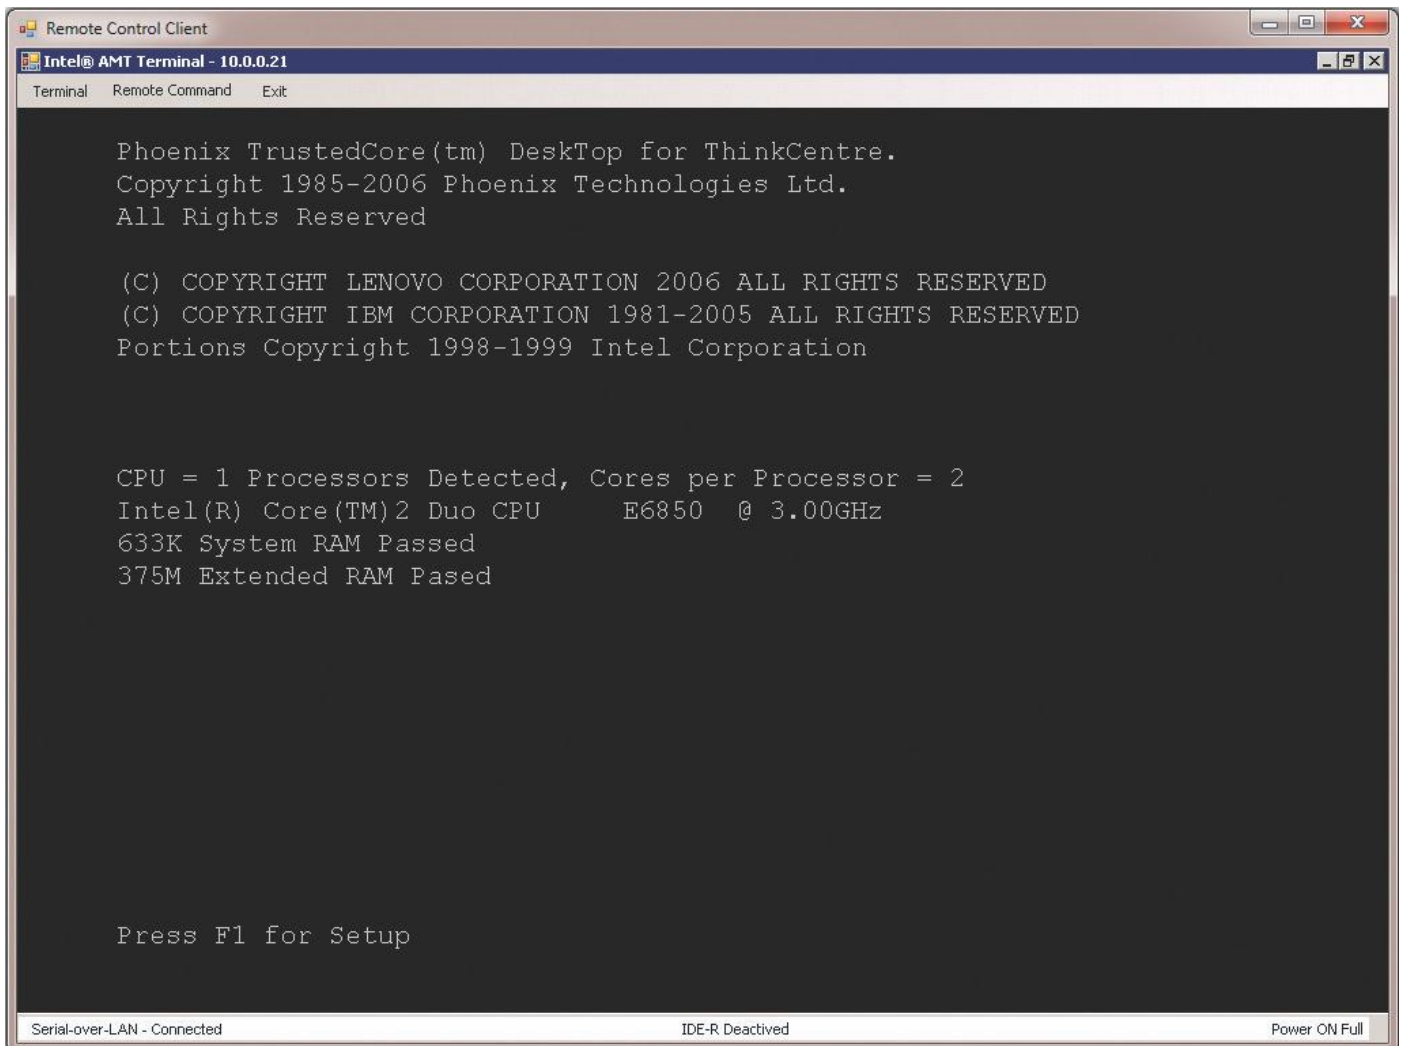 Remote Control Client
Intel® AMT Terminal - 10.0.0.21
Terminal Remote Command Exit
Phoenix TrustedCore(tm) DeskTop for ThinkCentre.
Copyright 1985-2006 Phoenix Technologies Ltd.
All Rights Reserved
(C) COPYRIGHT LENOVO CORPORATION 2006 ALL RIGHTS RESERVED
(C) COPYRIGHT IBM CORPORATION 1981-2005 ALL RIGHTS RESERVED
Portions Copyright 1998-1999 Intel Corporation
CPU = 1 Processors Detected, Cores per Processor = 2
Intel(R) Core(TM)2 Duo CPU E6850 @ 3.00GHz
633K System RAM Passed
375M Extended RAM Pased
Press F1 for Setup
Serial-over-LAN - Connected IDE-R Deactived Power ON Full